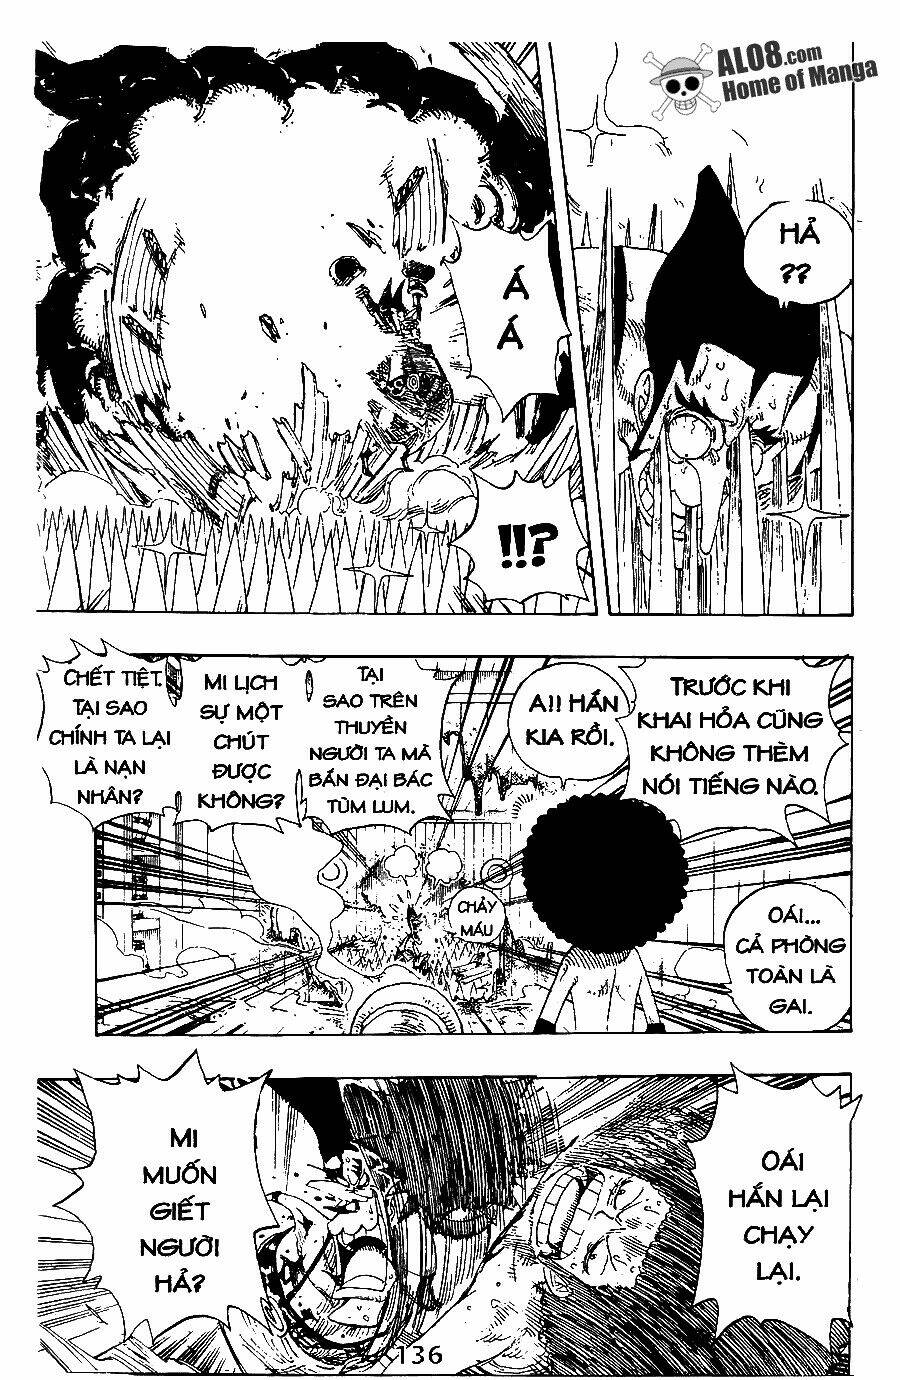 ALO8.com
Home of Manga
HẢ
??
Á
Á
!!?
TRƯỚC KHI
KHAI HỎA CŨNG
KHÔNG THÈM
NÓI TIẾNG NÀO.
A!! HẮN
KIA RỒI.
TẠI
SAO TRÊN
THUYỀN
NGƯỜI TA MÀ
BẮN ĐẠI BÁC
TÙM LUM.
MI LỊCH
SỰ MỘT
CHÚT
ĐƯỢC
KHÔNG?
CHẾT TIỆT.
TẠI SAO
CHÍNH TA LẠI
LÀ NẠN
NHÂN?
OÁI...
CẢ PHÒNG
TOÀN LÀ
GAI.
CHẢY
MÁU
OÁI
HẮN LẠI
CHẠY
LẠI.
MI
MUỐN
GIẾT
NGƯỜI
HẢ?
136